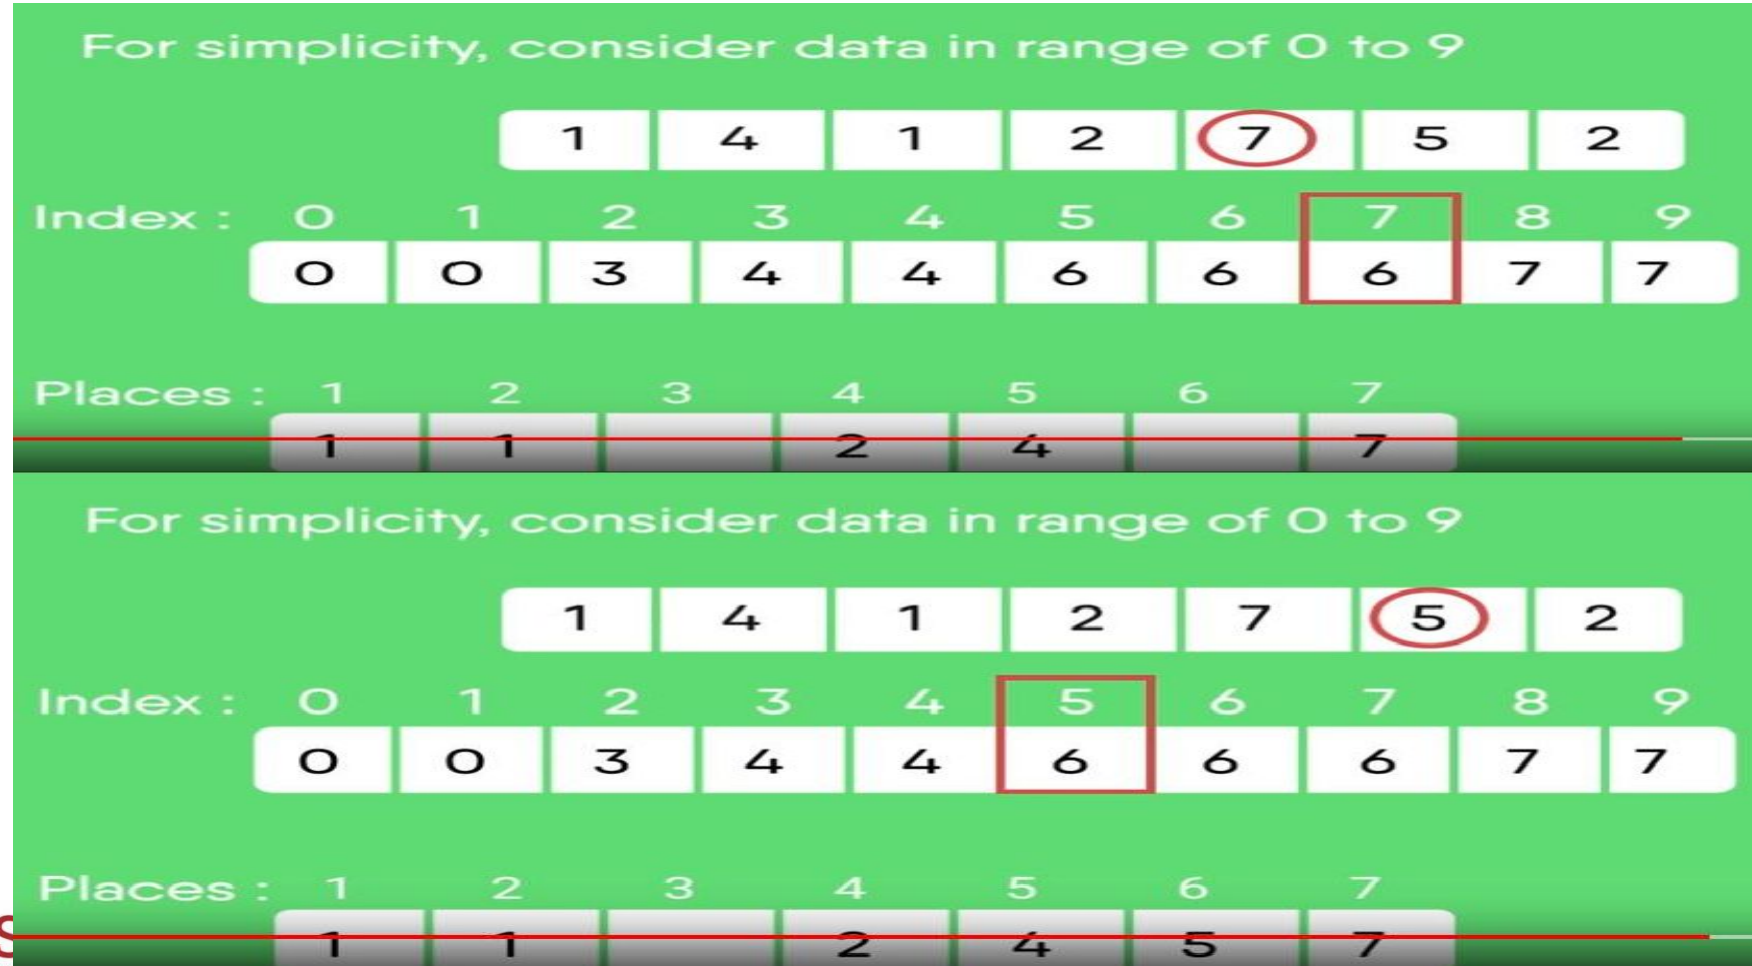 For simplicity, consider data in range of 0 to 9
1 4 1 2 7 5 2
Index : 0 1 2 3 4 5 6 7 8 9
0 0 3 4 4 6 6 6 7 7
Places : 1 2 3 4 5 6 7
1 1 2 4 7
For simplicity, consider data in range of 0 to 9
1 4 1 2 7 5 2
Index : 0 1 2 3 4 5 6 7 8 9
0 0 3 4 4 6 6 6 7 7
Places : 1 2 3 4 5 6 7
1 1 2 4 5 7